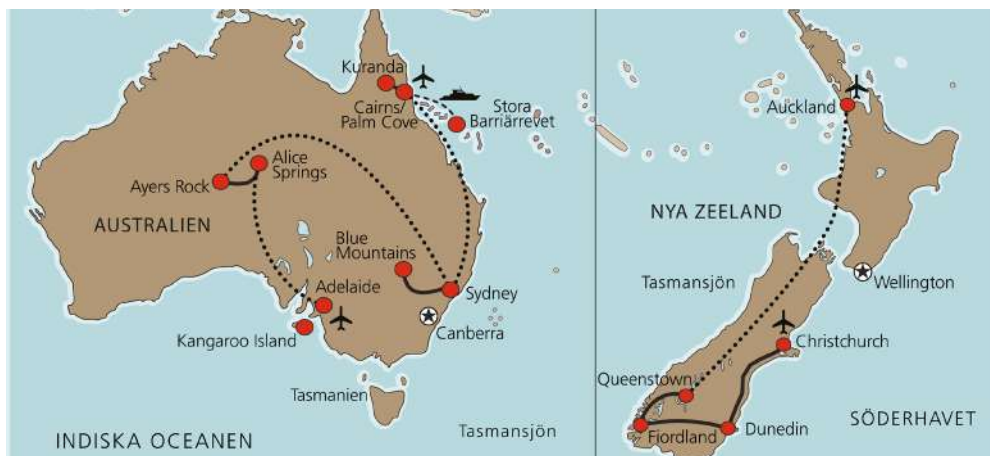 Kuranda
Cairns/
Palm Cove
Stora
Barriärrevet
Alice
Springs
Ayers Rock
AUSTRALIEN
Blue
Mountains
Sydney
Adelaide
Canberra
Kangaroo Island
Tasmanien
INDISKA OCEANEN
Tasmansjön
Auckland
NYA ZEELAND
Tasmansjön
Wellington
Christchurch
Queenstown
Fiordland
Dunedin
SÖDERHAVET